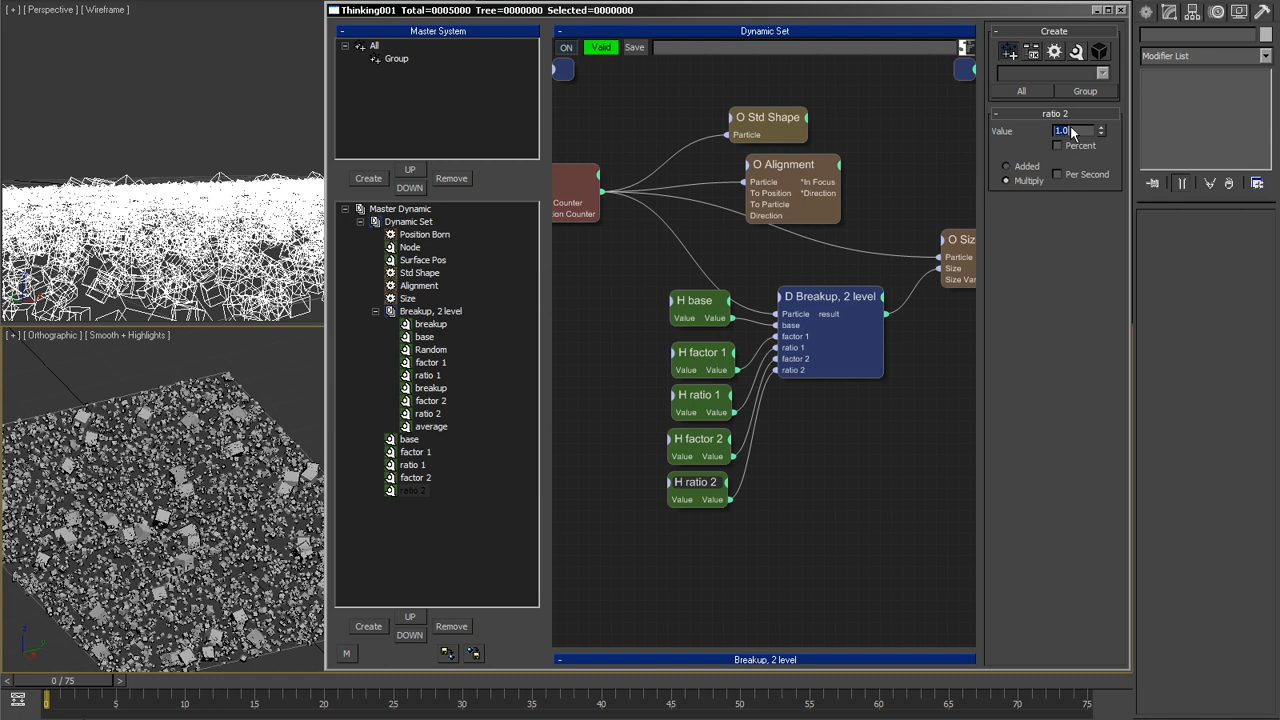 [ + ] [ Perspective ] [ Wireframe ]
Thinking001 Total=0005000 Tree=0000000 Selected=0000000
- Master System
All
Group
Create
UP
DOWN
Remove
Master Dynamic
Dynamic Set
Position Born
Node
Surface Pos
Std Shape
Alignment
Size
Breakup, 2 level
breakup
base
Random
factor 1
ratio 1
breakup
factor 2
ratio 2
average
base
factor 1
ratio 1
factor 2
ratio 2
Create
UP
DOWN
Remove
M
- Dynamic Set
ON
Valid
Save
O Std Shape
Particle
O Alignment
Particle *In Focus
To Position *Direction
To Particle
Direction
Counter
ion Counter
O Siz
Particle
Size
Size Var
H base
Value Value
D Breakup, 2 level
Particle result
base
factor 1
ratio 1
factor 2
ratio 2
H factor 1
Value Value
H ratio 1
Value Value
H factor 2
Value Value
H ratio 2
Value Value
- Breakup, 2 level
- Create
All
Group
- ratio 2
Value 1.0
Percent
Added
Multiply
Per Second
Modifier List
[ + ] [ Orthographic ] [ Smooth + Highlights ]
< 0 / 75 >
0 5 10 15 20 25 30 35 40 45 50 55 60 65 70 75